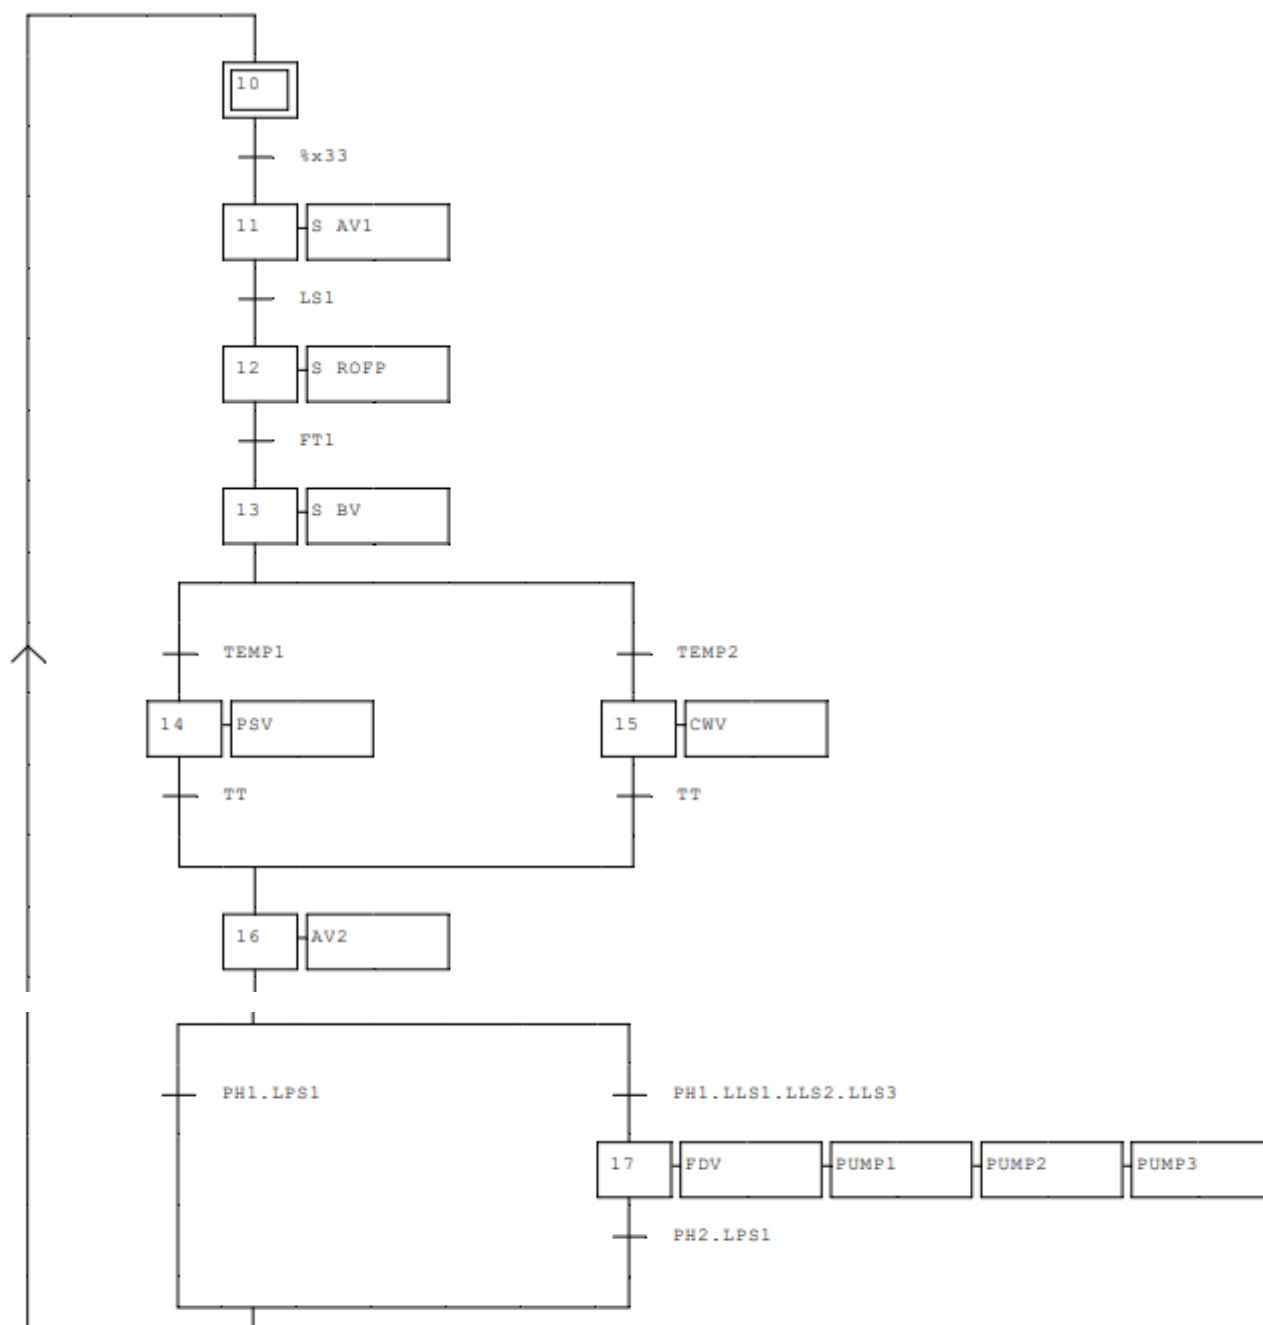 10
%x33
11 S AV1
LS1
12 S ROFP
FT1
13 S BV
TEMP1 TEMP2
14 PSV 15 CWV
TT TT
16 AV2
PH1.LPS1 PH1.LLS1.LLS2.LLS3
17 FDV PUMP1 PUMP2 PUMP3
PH2.LPS1